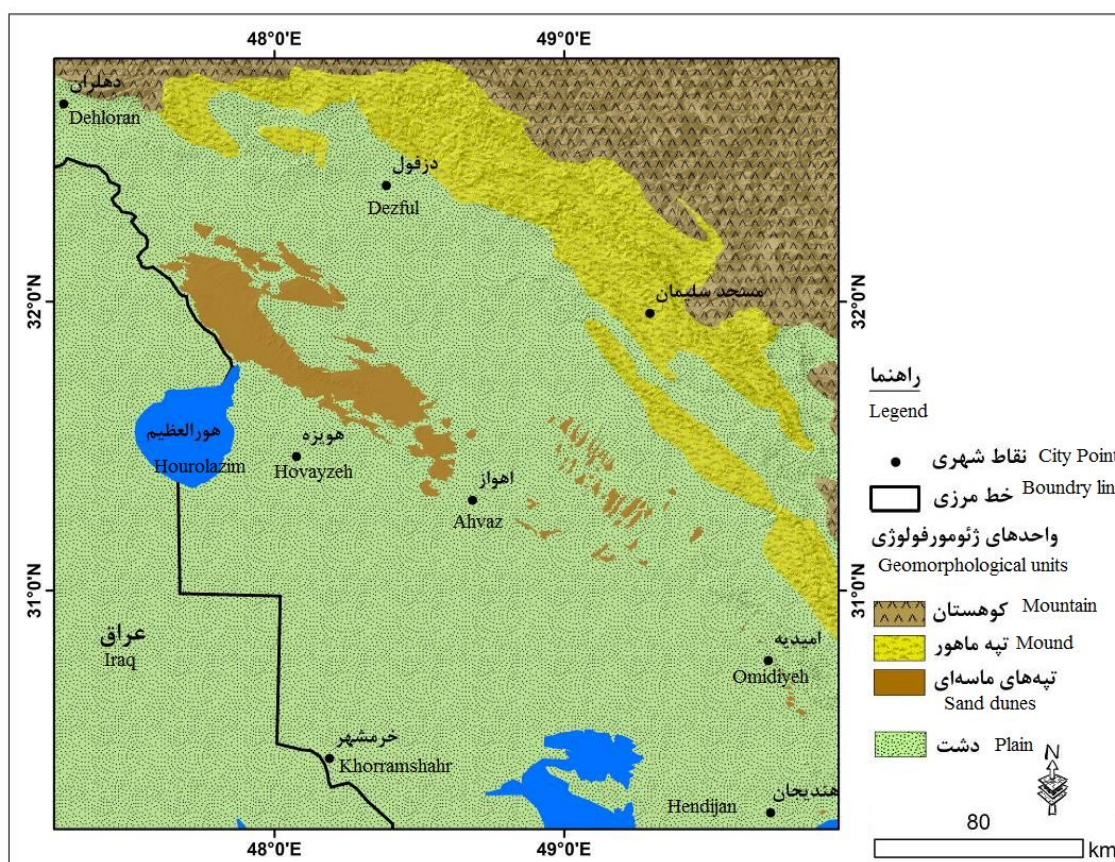 48°0'E
49°0'E
دهلران
Dehloran
دزفول
Dezful
32°0'N
32°0'N
مسجد سلیمان
هورالعظیم
Hourolazim
هویزه
Hovayzeh
اهواز
Ahvaz
31°0'N
31°0'N
عراق
Iraq
امیدیه
Omidiyeh
خرمشهر
Khorramshahr
هندیجان
Hendijan
48°0'E
49°0'E
راهنما
Legend
نقاط شهری City Point
خط مرزی Boundry lin
واحدهای ژئومورفولوژی
Geomorphological units
کوهستان Mountain
تپه ماهور Mound
تپه‌های ماسه‌ای
Sand dunes
دشت Plain
N
80
km